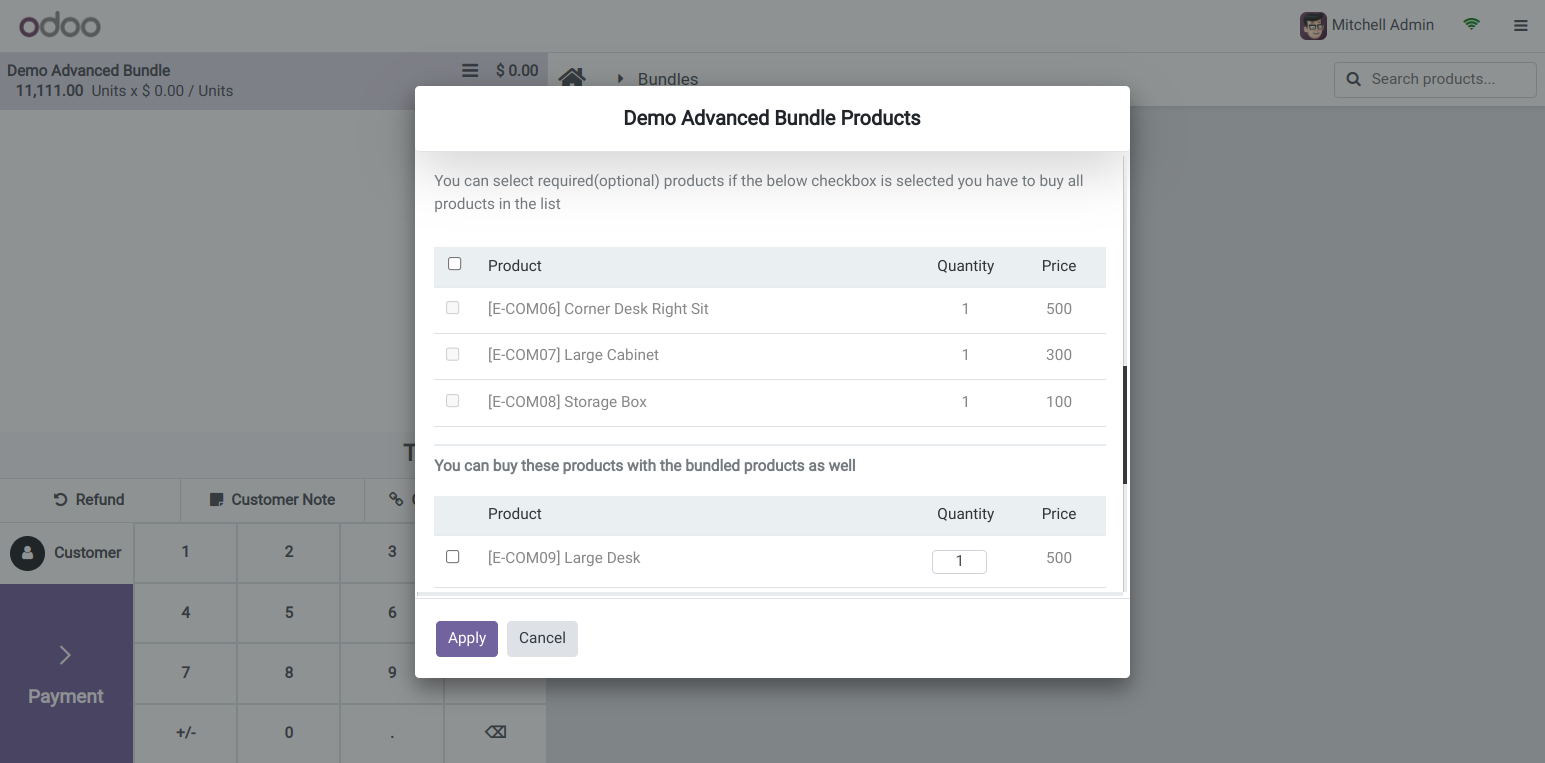 odoo
Mitchell Admin
Demo Advanced Bundle
$ 0.00
11,111.00 Units x $ 0.00 / Units
Bundles
Search products...
Demo Advanced Bundle Products
You can select required(optional) products if the below checkbox is selected you have to buy all
products in the list
Product Quantity Price
[E-COM06] Corner Desk Right Sit 1 500
[E-COM07] Large Cabinet 1 300
[E-COM08] Storage Box 1 100
You can buy these products with the bundled products as well
Product Quantity Price
[E-COM09] Large Desk 1 500
Apply Cancel
T
Refund Customer Note
Customer
1 2 3
4 5 6
7 8 9
+/- 0 .
Payment